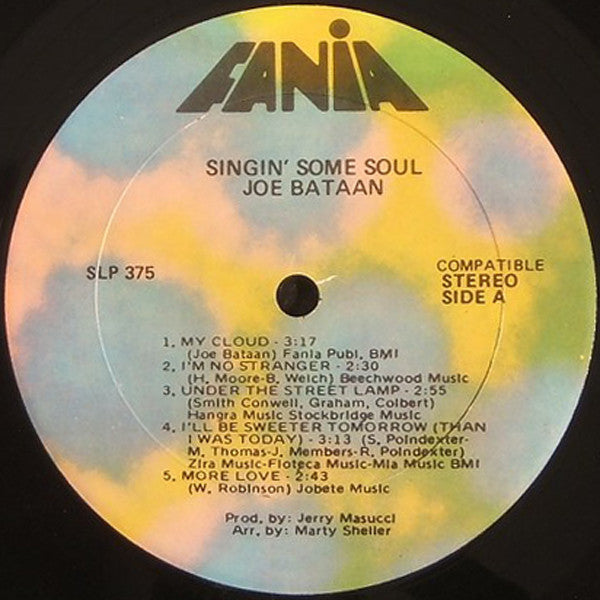 FANIA
SINGIN' SOME SOUL
JOE BATAAN
SLP 375
COMPATIBLE
STEREO
SIDE A
1. MY CLOUD - 3:17
(Joe Bataan) Fania Publ, BMI
2. I'M NO STRANGER - 2:30
(H. Moore-B. Welch) Beechwood Music
3. UNDER THE STREET LAMP - 2:55
(Smith Conwell, Graham, Colbert)
Hangra Music Stockbridge Music
4. I'LL BE SWEETER TOMORROW (THAN
I WAS TODAY) - 3:13 (S. Poindexter-
M. Thomas-J. Members-R. Poindexter)
Zira Music-Floteca Music-Mia Music BMI
5. MORE LOVE - 2:43
(W. Robinson) Jobete Music
Prod. by: Jerry Masucci
Arr. by: Marty Sheller